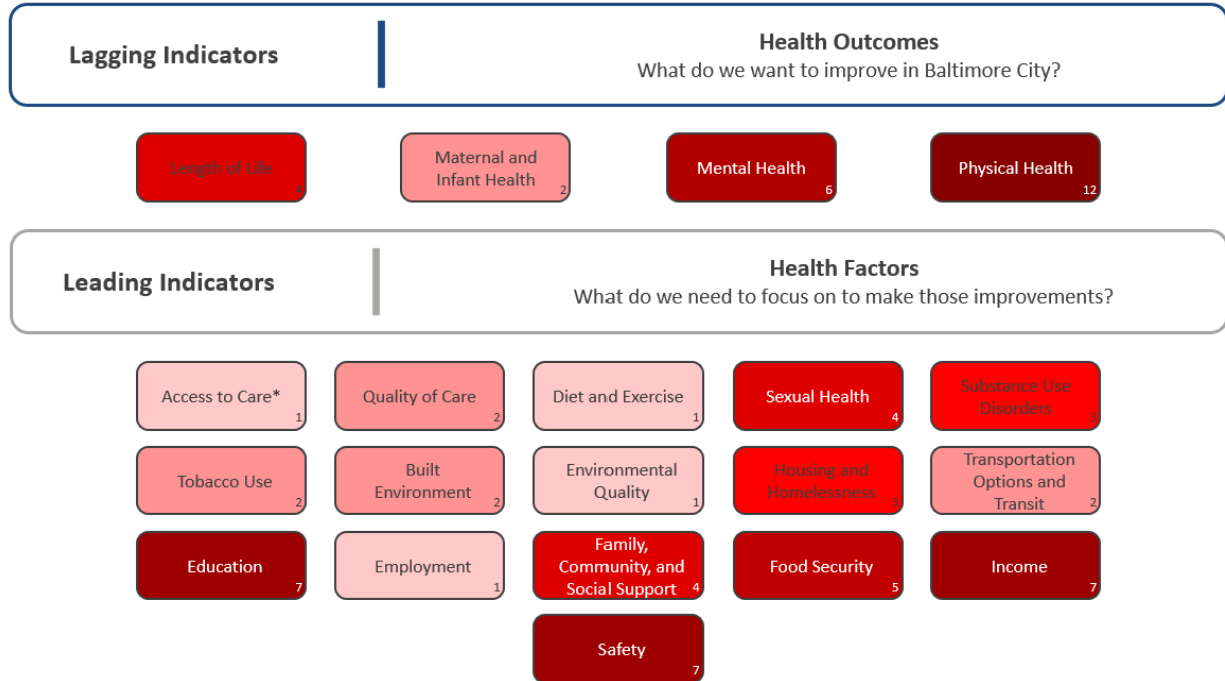 Lagging Indicators
Health Outcomes
What do we want to improve in Baltimore City?
Length of Life
4
Maternal and
Infant Health
2
Mental Health
6
Physical Health
12
Leading Indicators
Health Factors
What do we need to focus on to make those improvements?
Access to Care*
1
Quality of Care
2
Diet and Exercise
1
Sexual Health
4
Substance Use
Disorders
3
Tobacco Use
2
Built
Environment
2
Environmental
Quality
1
Housing and
Homelessness
3
Transportation
Options and
Transit
2
Education
7
Employment
1
Family,
Community, and
Social Support
4
Food Security
5
Income
7
Safety
7